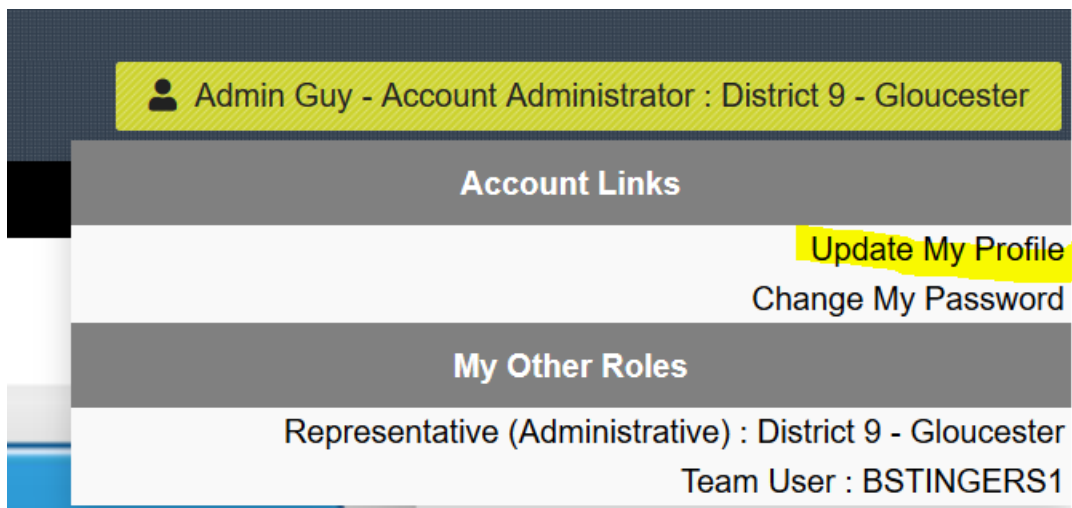 Admin Guy - Account Administrator : District 9 - Gloucester
Account Links
Update My Profile
Change My Password
My Other Roles
Representative (Administrative) : District 9 - Gloucester
Team User : BSTINGERS1